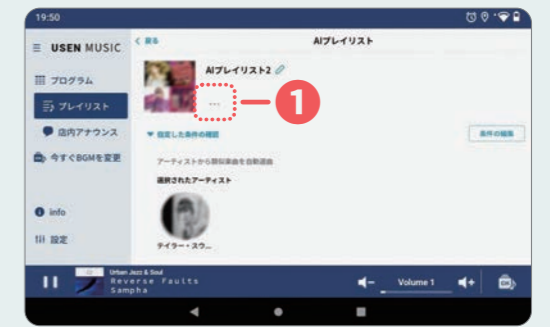 19:50
USEN MUSIC
プログラム
プレイリスト
店内アナウンス
今すぐBGMを変更
info
設定
< 戻る
AIプレイリスト
AIプレイリスト2
...
1
▼ 指定した条件の確認
条件の編集
アーティストから類似楽曲を自動選曲
選択されたアーティスト
テイラー・スウ...
Urban Jazz & Soul
Reverse Faults
Sampha
Volume 1